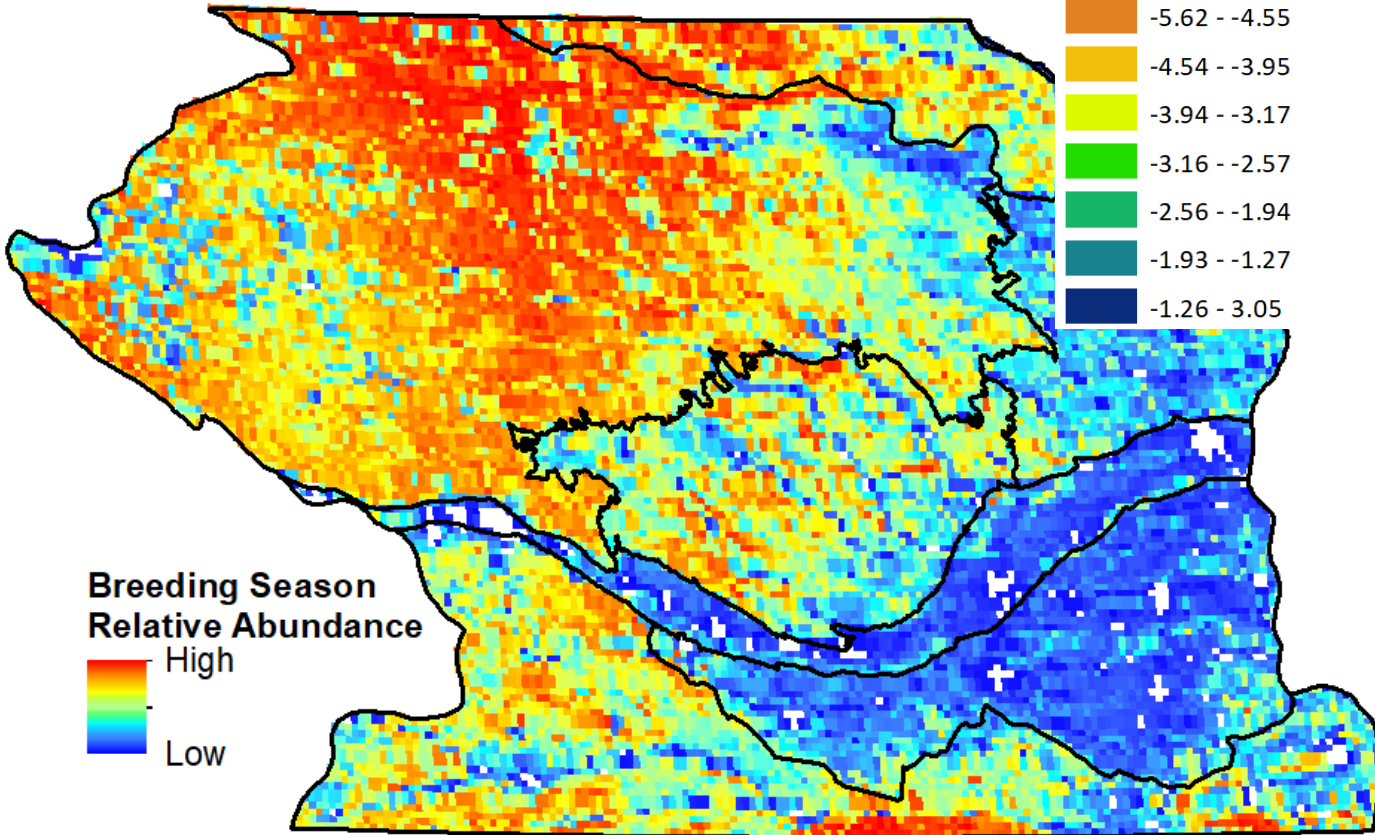 -5.62 - -4.55
-4.54 - -3.95
-3.94 - -3.17
-3.16 - -2.57
-2.56 - -1.94
-1.93 - -1.27
-1.26 - 3.05
Breeding Season
Relative Abundance
High
Low